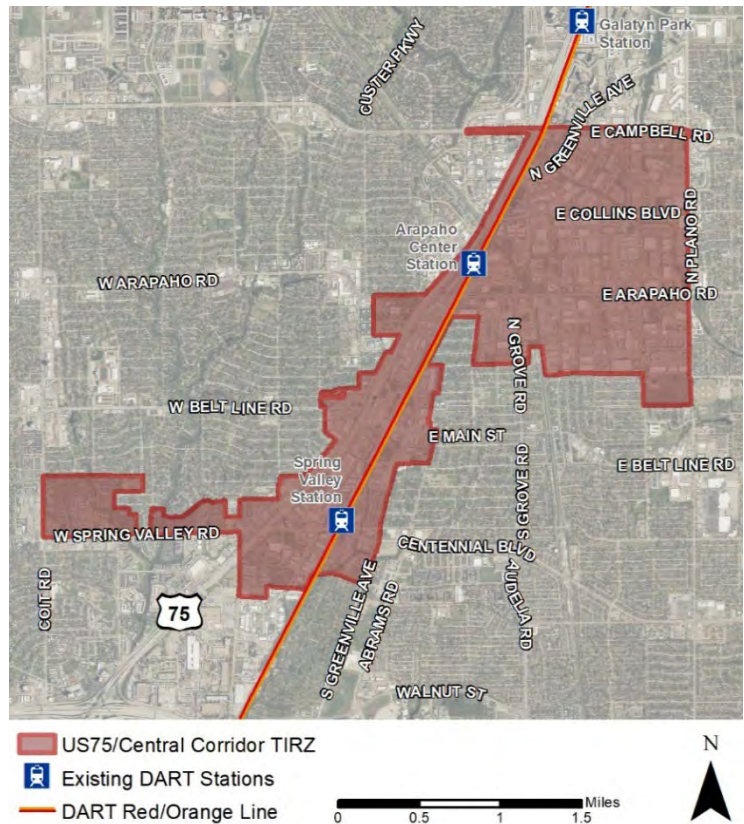 Galatyn Park
Station
CUSTER PKWY
N GREENVILLE AVE
E CAMPBELL RD
E COLLINS BLVD
N PLANO RD
Arapaho
Center
Station
W ARAPAHO RD
E ARAPAHO RD
N GROVE RD
W BELT LINE RD
E MAIN ST
Spring
Valley
Station
S GROVE RD
E BELT LINE RD
W SPRING VALLEY RD
CENTENNIAL BLVD
COIT RD
75
S GREENVILLE AVE
ABRAMS RD
AUDELIA RD
WALNUT ST
US75/Central Corridor TIRZ
N
Existing DART Stations
DART Red/Orange Line
Miles
0 0.5 1 1.5